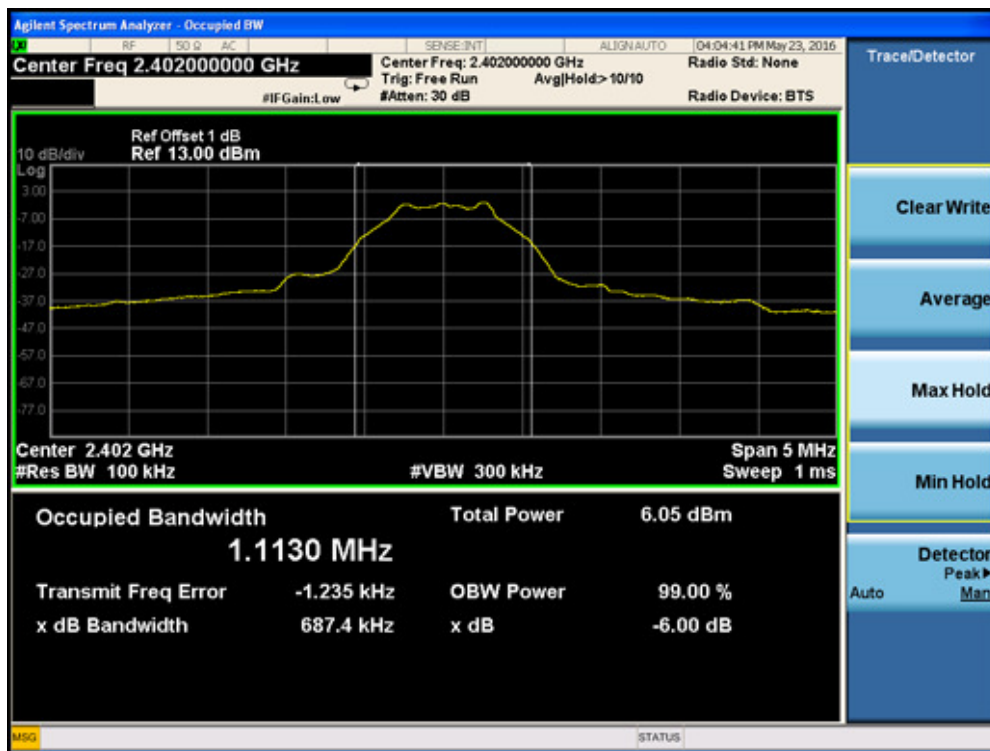 Agilent Spectrum Analyzer - Occupied BW
RF 50 Ω AC SENSE:INT ALIGN AUTO 04:04:41 PM May 23, 2016
Center Freq 2.402000000 GHz
Center Freq: 2.402000000 GHz
Radio Std: None
Trig: Free Run Avg|Hold:>10/10
#IFGain:Low
#Atten: 30 dB
Radio Device: BTS
Ref Offset 1 dB
10 dB/div Ref 13.00 dBm
Log
3.00
-7.00
-17.0
-27.0
-37.0
-47.0
-57.0
-67.0
-77.0
Center 2.402 GHz
Span 5 MHz
#Res BW 100 kHz
#VBW 300 kHz
Sweep 1 ms
Occupied Bandwidth
1.1130 MHz
Total Power 6.05 dBm
Transmit Freq Error -1.235 kHz
OBW Power 99.00 %
x dB Bandwidth 687.4 kHz
x dB -6.00 dB
Trace/Detector
Clear Write
Average
Max Hold
Min Hold
Detector
Peak▶
Auto Man
MSG
STATUS